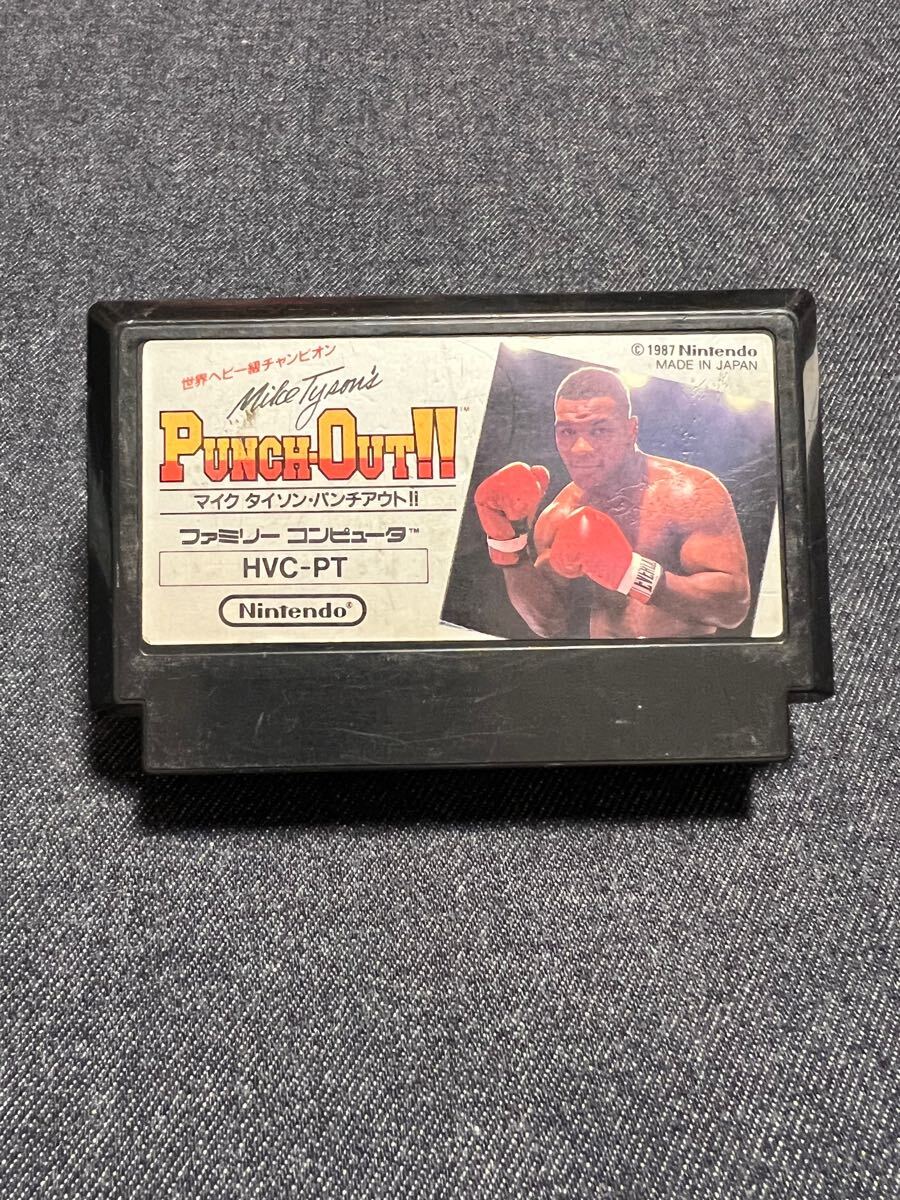 世界ヘビー級チャンピオン
Mike Tyson's
PUNCH-OUT!!™
マイク タイソン・パンチアウト!!
ファミリー コンピュータ™
HVC-PT
Nintendo®
© 1987 Nintendo
MADE IN JAPAN
EVERLA